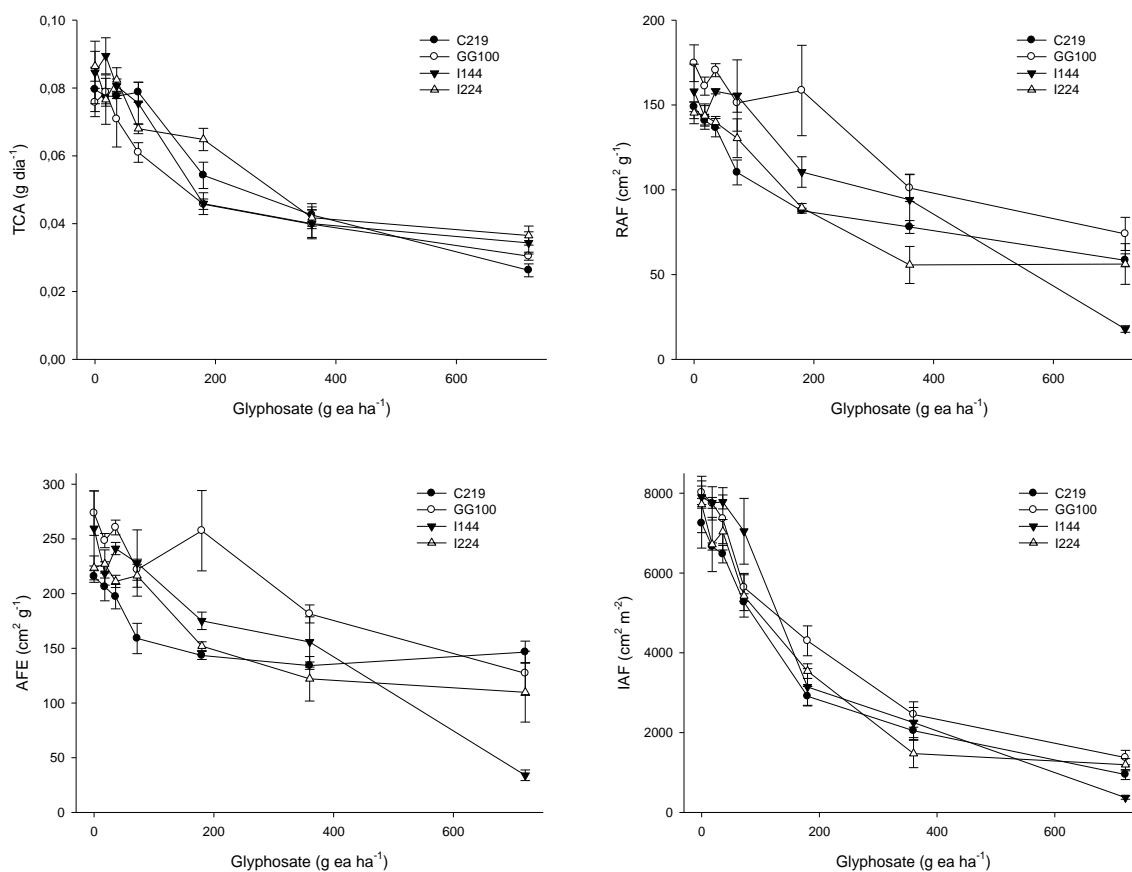 0,10
0,08
0,06
0,04
0,02
0,00
TCA (g dia⁻¹)
C219
GG100
I144
I224
0
200
400
600
Glyphosate (g ea ha⁻¹)
200
150
100
50
0
RAF (cm² g⁻¹)
C219
GG100
I144
I224
0
200
400
600
Glyphosate (g ea ha⁻¹)
300
250
200
150
100
50
0
AFE (cm² g⁻¹)
C219
GG100
I144
I224
0
200
400
600
Glyphosate (g ea ha⁻¹)
8000
6000
4000
2000
0
IAF (cm² m⁻²)
C219
GG100
I144
I224
0
200
400
600
Glyphosate (g ea ha⁻¹)